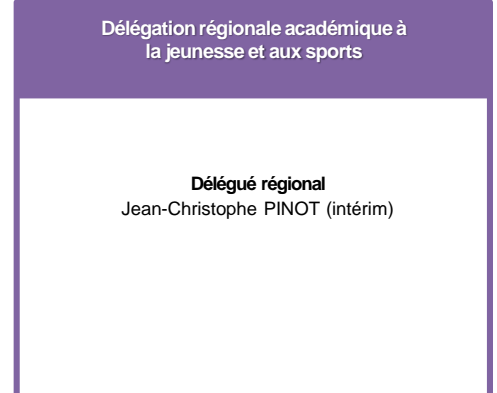 Délégation régionale académique à
la jeunesse et aux sports
Délégué régional
Jean-Christophe PINOT (intérim)